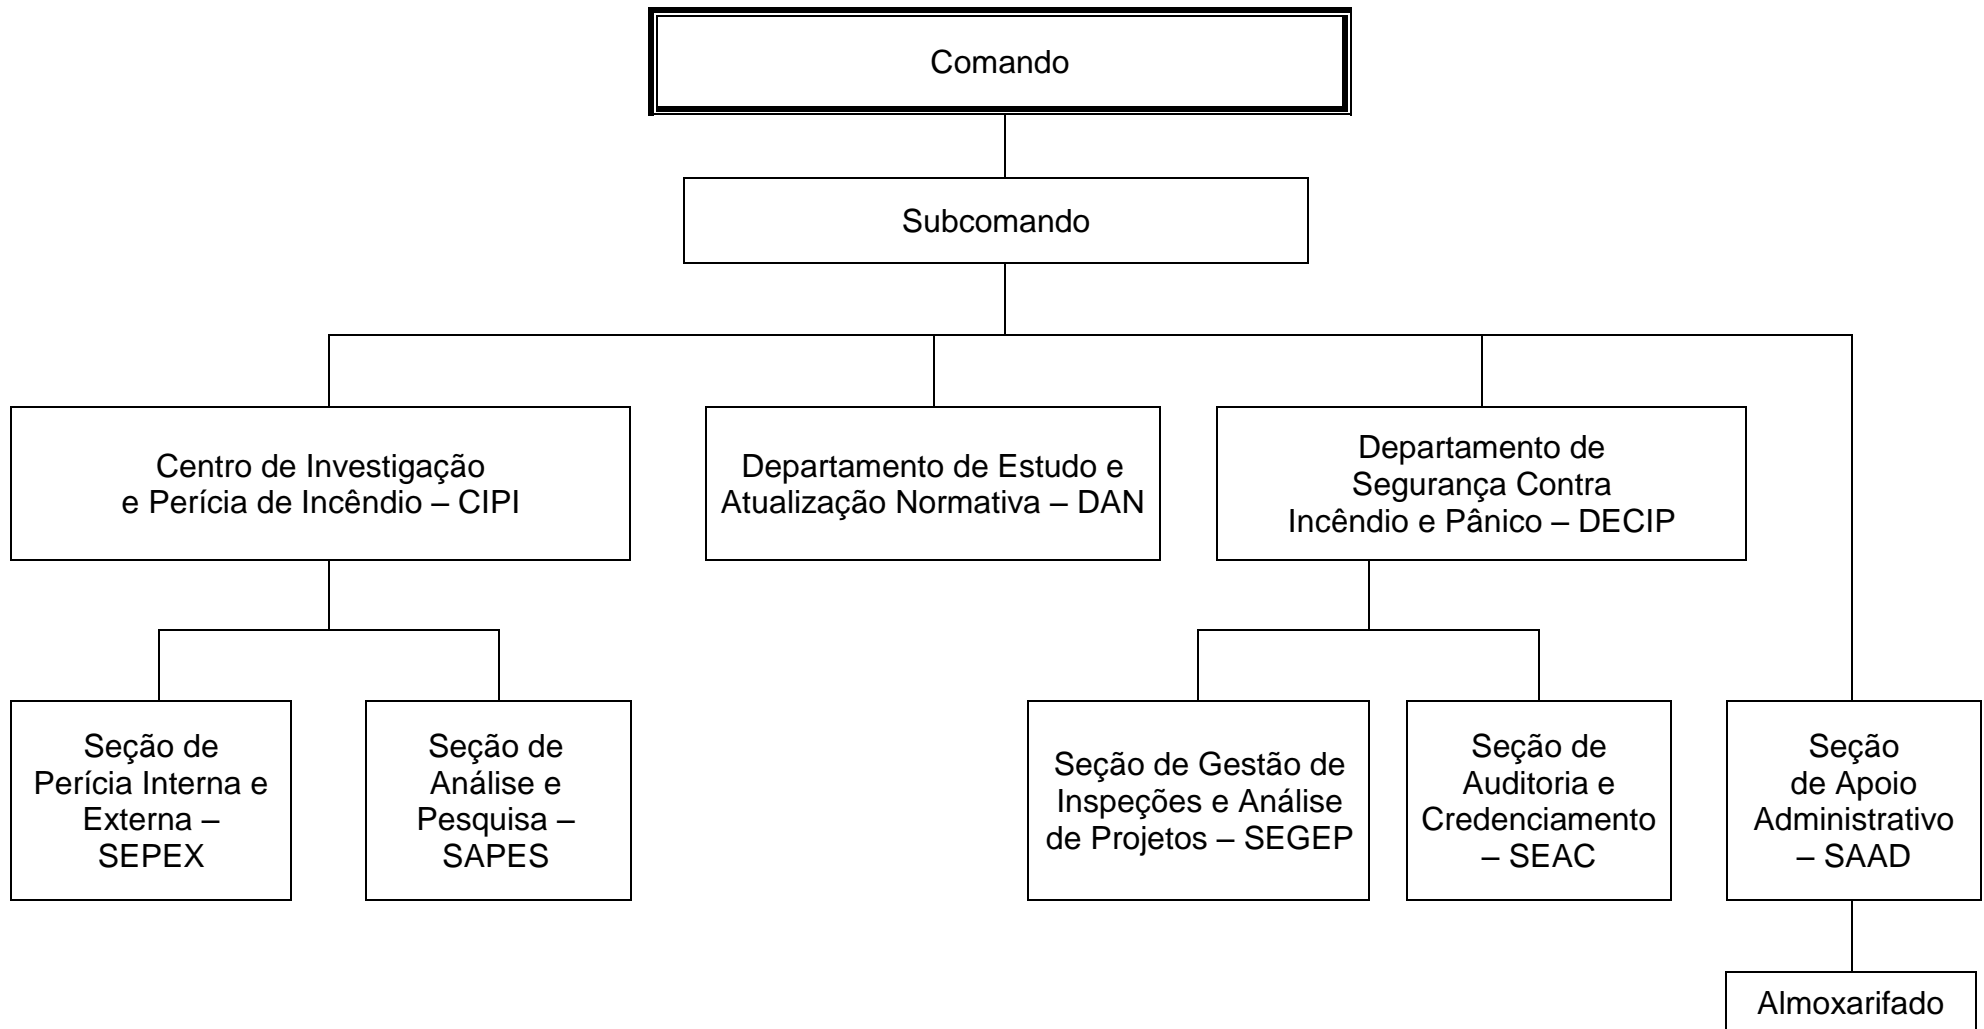 Comando
Subcomando
Centro de Investigação
e Perícia de Incêndio – CIPI
Departamento de Estudo e
Atualização Normativa – DAN
Departamento de
Segurança Contra
Incêndio e Pânico – DECIP
Seção de
Perícia Interna e
Externa –
SEPEX
Seção de
Análise e
Pesquisa –
SAPES
Seção de Gestão de
Inspeções e Análise
de Projetos – SEGEP
Seção de
Auditoria e
Credenciamento
– SEAC
Seção
de Apoio
Administrativo
– SAAD
Almoxarifado